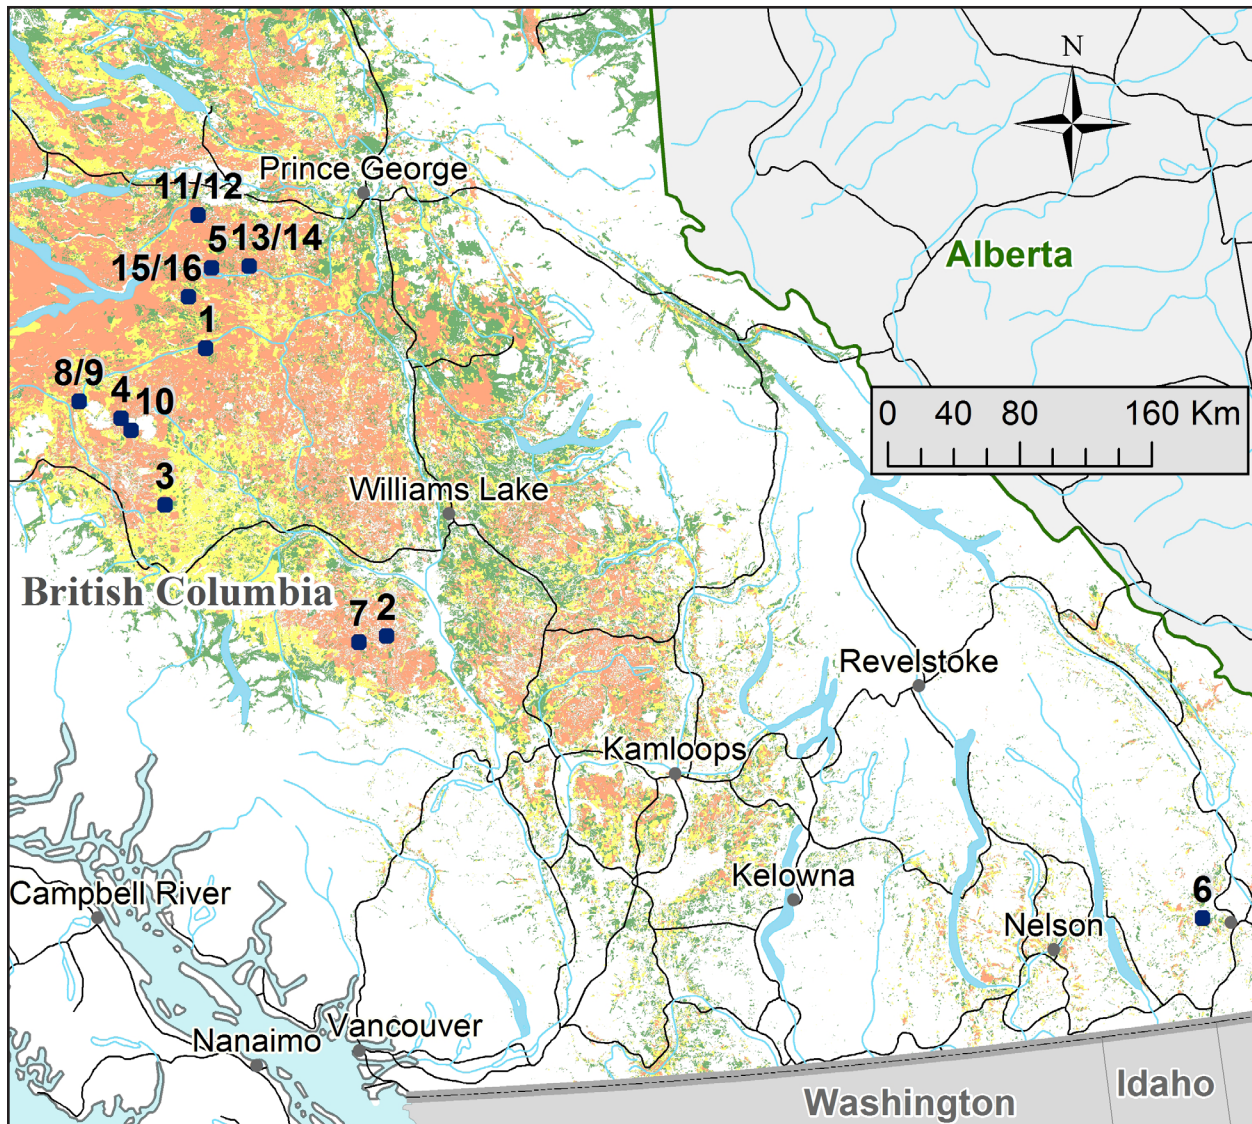 N
Prince George
11/12
5
13/14
Alberta
15/16
1
8/9
4
10
0 40 80 160 Km
3
Williams Lake
British Columbia
7
2
Revelstoke
Kamloops
Kelowna
Campbell River
6
Nelson
Vancouver
Nanaimo
Idaho
Washington